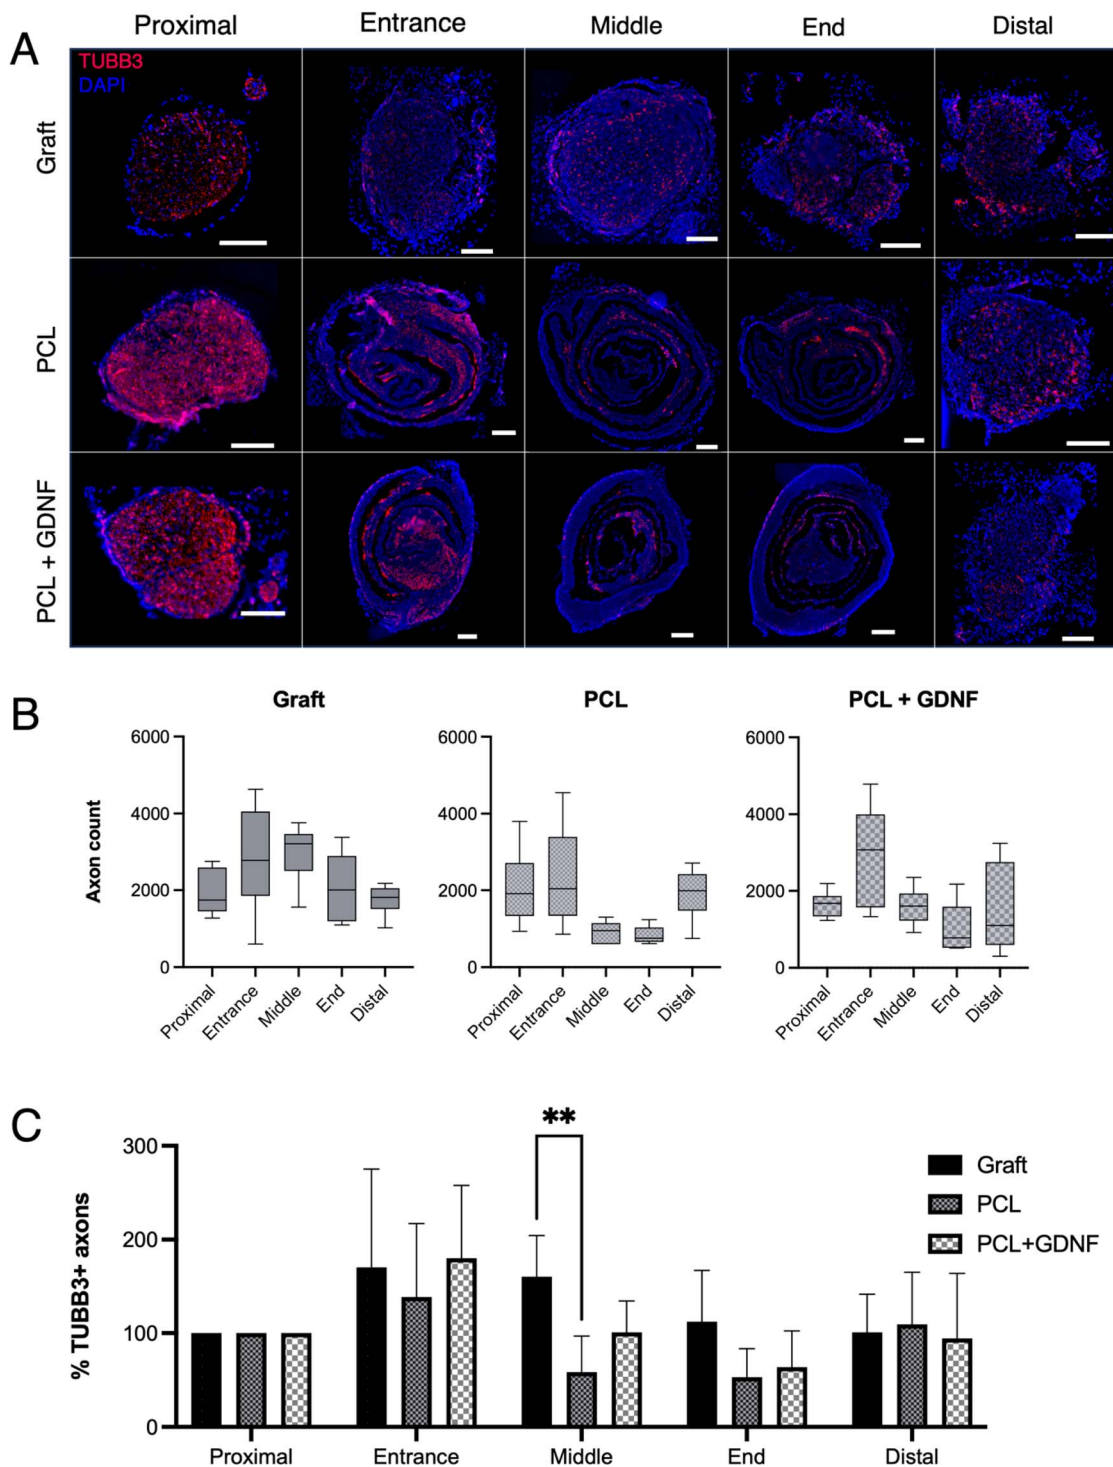 A
Proximal Entrance Middle End Distal
TUBB3
DAPI
Graft
PCL
PCL + GDNF
B
Graft PCL PCL + GDNF
Axon count
6000 6000 6000
4000 4000 4000
2000 2000 2000
0 0 0
Proximal Entrance Middle End Distal Proximal Entrance Middle End Distal Proximal Entrance Middle End Distal
C
**
% TUBB3+ axons
300
200
100
0
Graft
PCL
PCL+GDNF
Proximal Entrance Middle End Distal